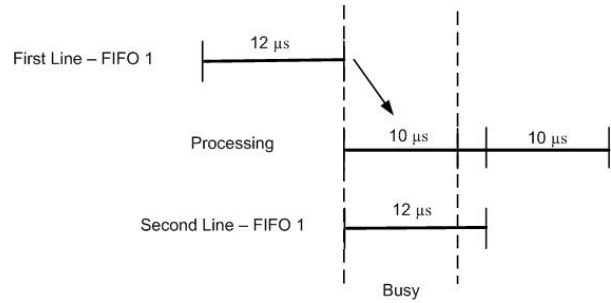 12 μs
First Line – FIFO 1
Processing
10 μs
10 μs
12 μs
Second Line – FIFO 1
Busy